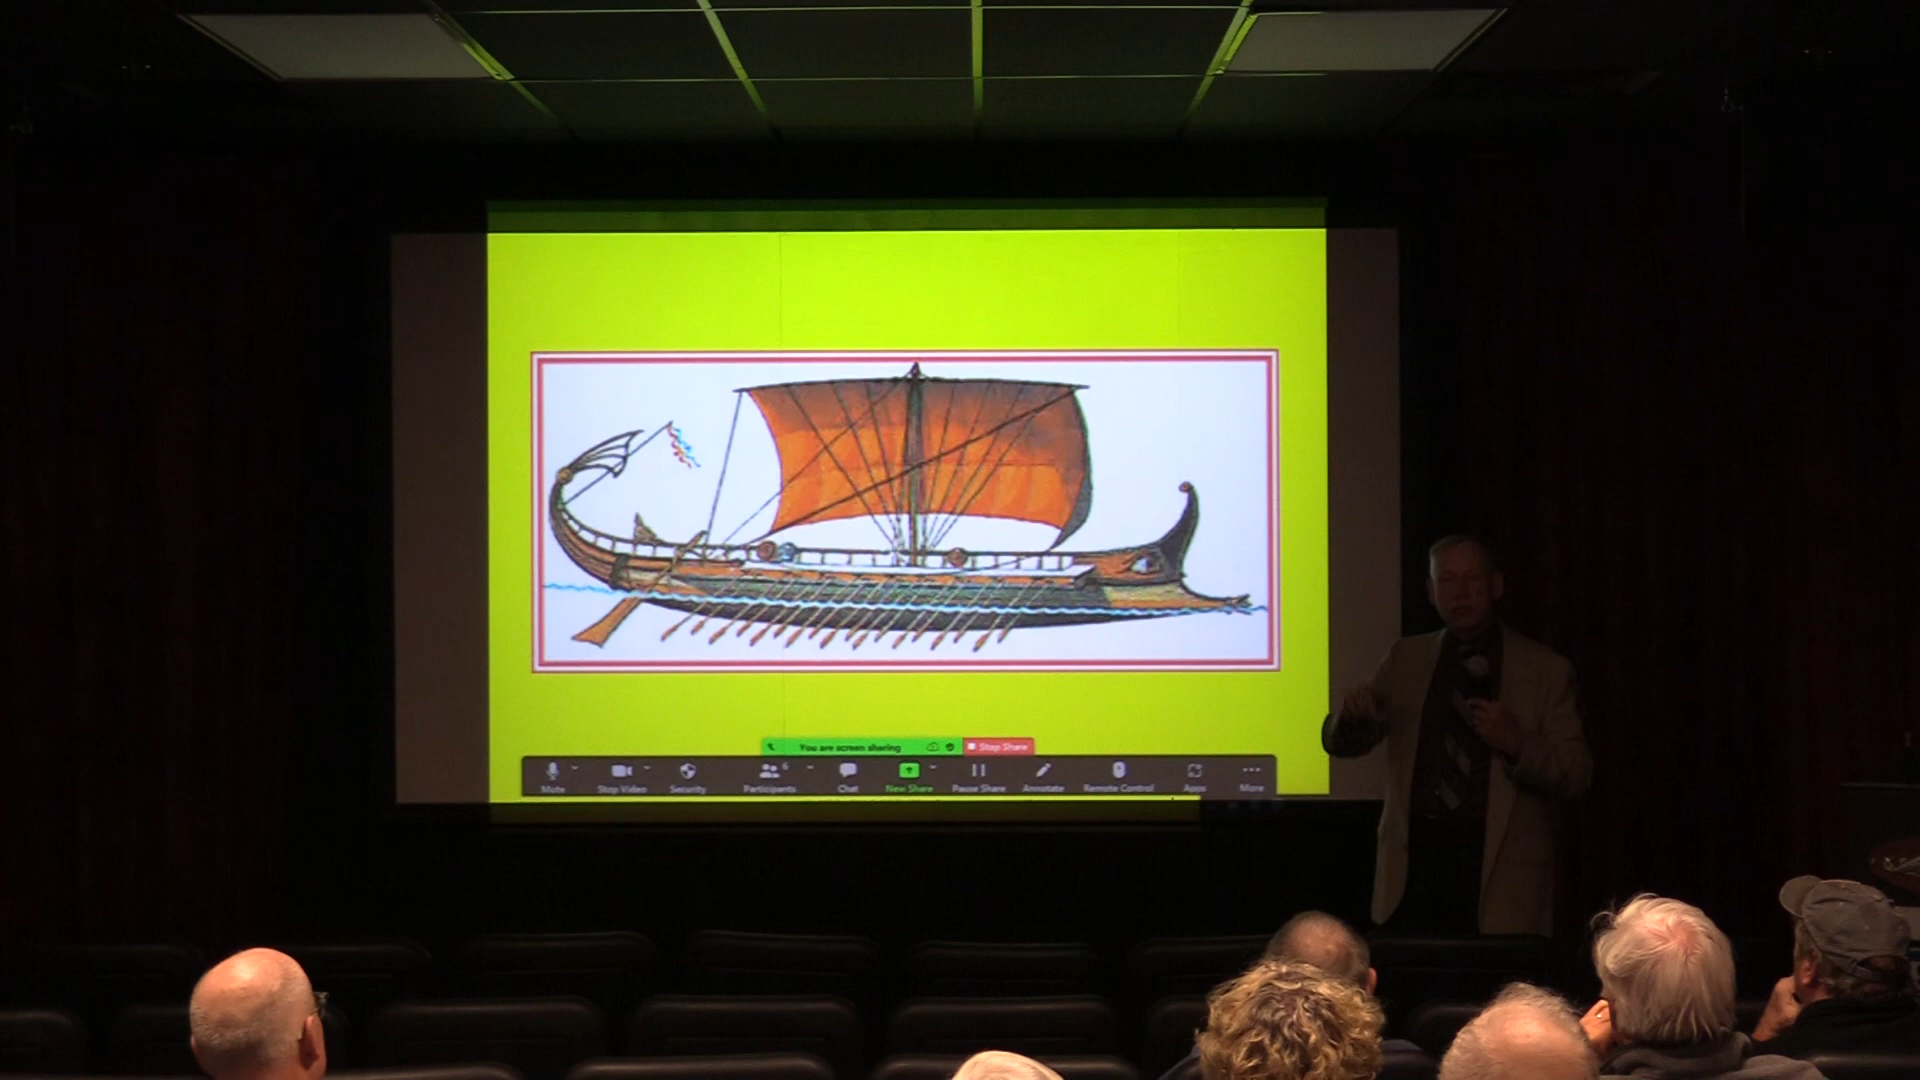 You are screen sharing Stop Share
6
Mute Stop Video Security Participants Chat New Share Pause Share Annotate Remote Control Apps More